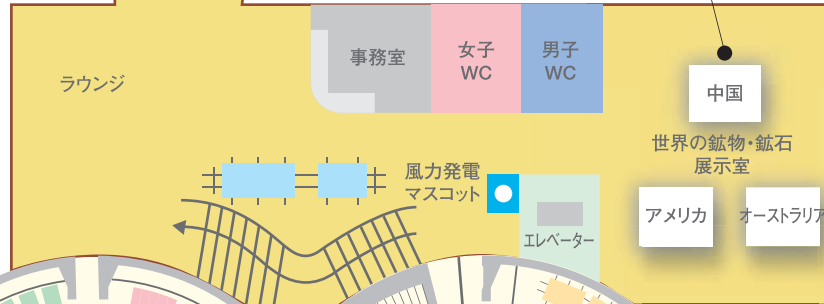 ラウンジ
事務室
女子
WC
男子
WC
中国
世界の鉱物・鉱石
展示室
風力発電
マスコット
アメリカ
オーストラリア
エレベーター